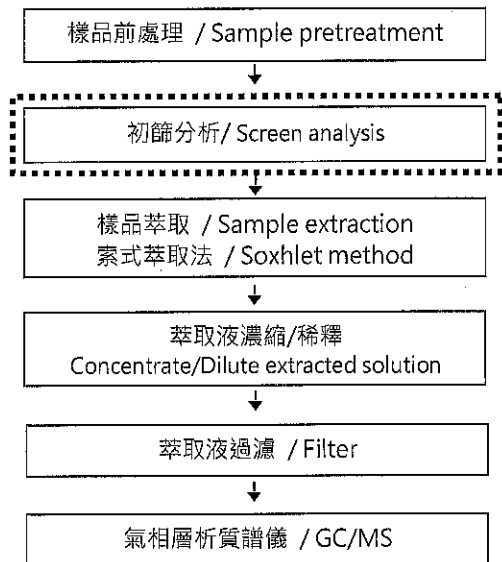 樣品前處理 / Sample pretreatment
初篩分析/ Screen analysis
樣品萃取 / Sample extraction
索式萃取法 / Soxhlet method
萃取液濃縮/稀釋
Concentrate/Dilute extracted solution
萃取液過濾 / Filter
氣相層析質譜儀 / GC/MS